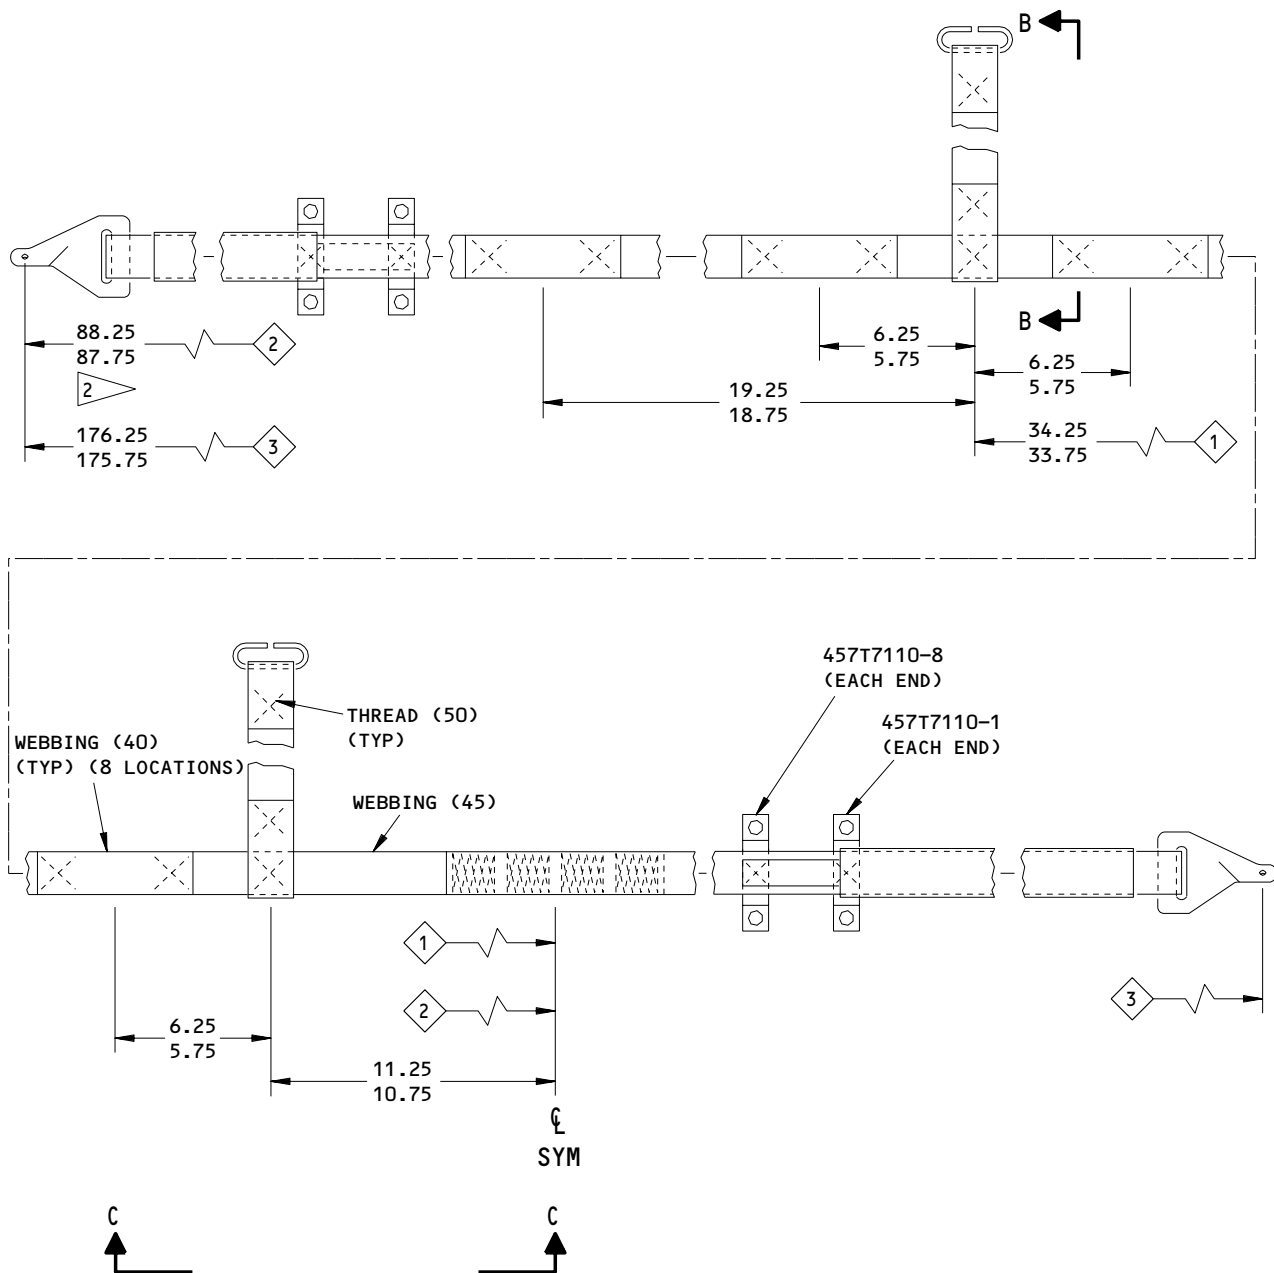 B
88.25
87.75
2
2
B
6.25
5.75
6.25
5.75
19.25
18.75
34.25
33.75
1
176.25
175.75
3
457T7110-8
(EACH END)
THREAD (50)
(TYP)
457T7110-1
(EACH END)
WEBBING (40)
(TYP) (8 LOCATIONS)
WEBBING (45)
1
2
3
6.25
5.75
11.25
10.75
℄
SYM
C
C